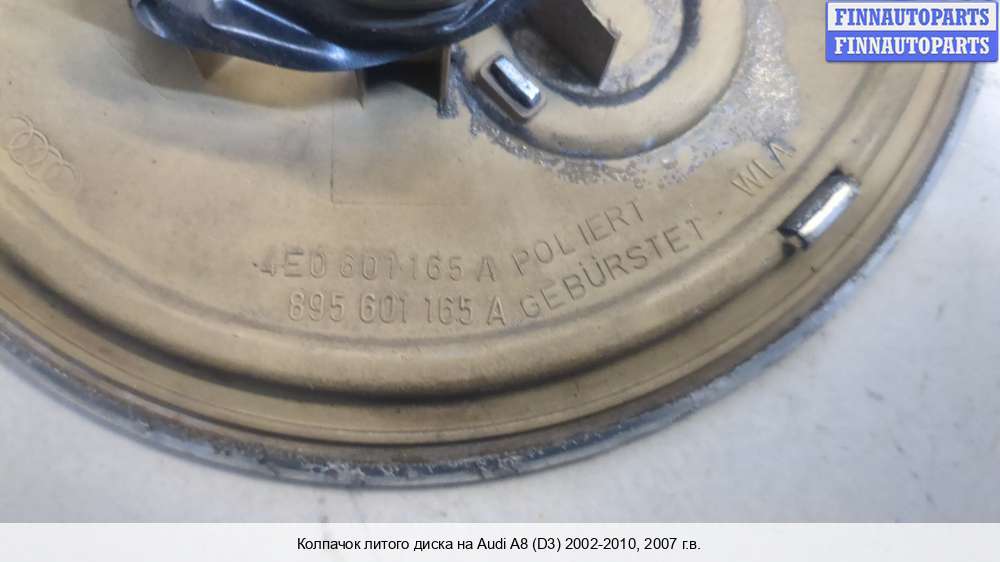 FINNAUTOPARTS
FINNAUTOPARTS
4E0 601 165 A POLIERT
895 601 165 A GEBÜRSTET - WLA
Колпачок литого диска на Audi A8 (D3) 2002-2010, 2007 г.в.